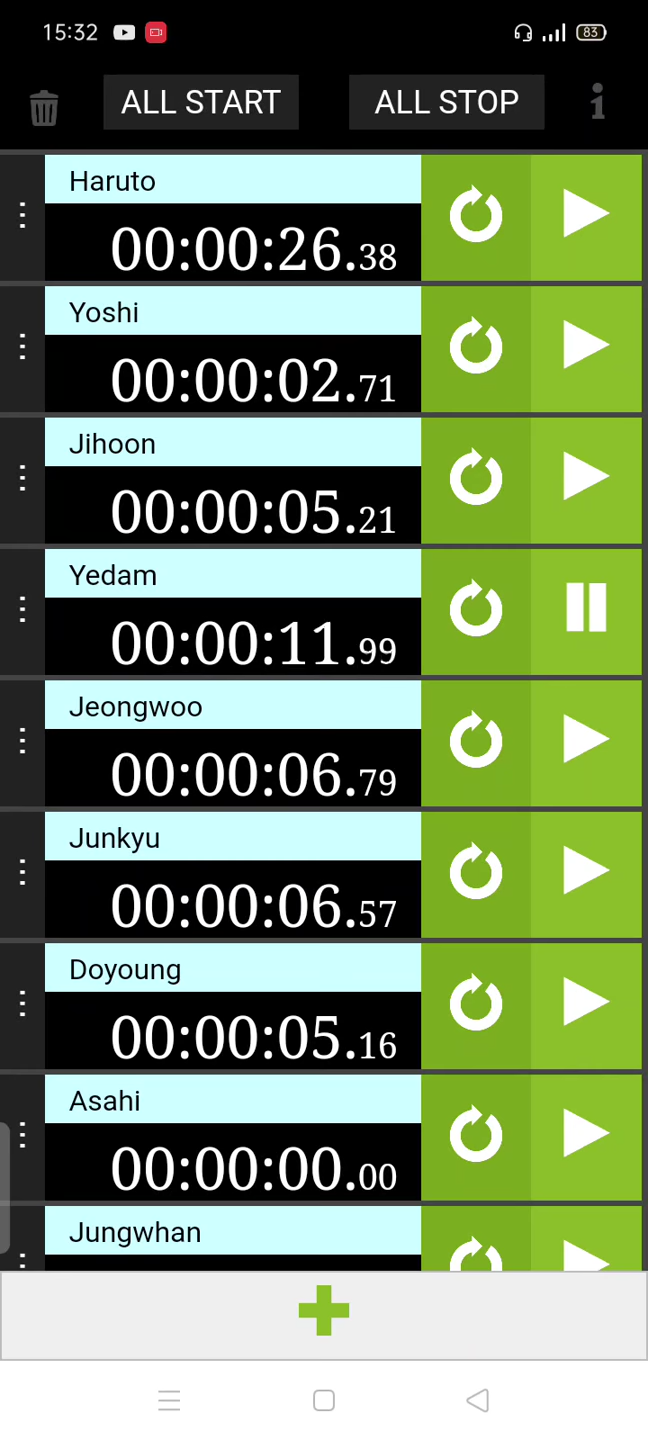 15:32
83
ALL START
ALL STOP
Haruto
00:00:26.38
Yoshi
00:00:02.71
Jihoon
00:00:05.21
Yedam
00:00:11.99
Jeongwoo
00:00:06.79
Junkyu
00:00:06.57
Doyoung
00:00:05.16
Asahi
00:00:00.00
Jungwhan